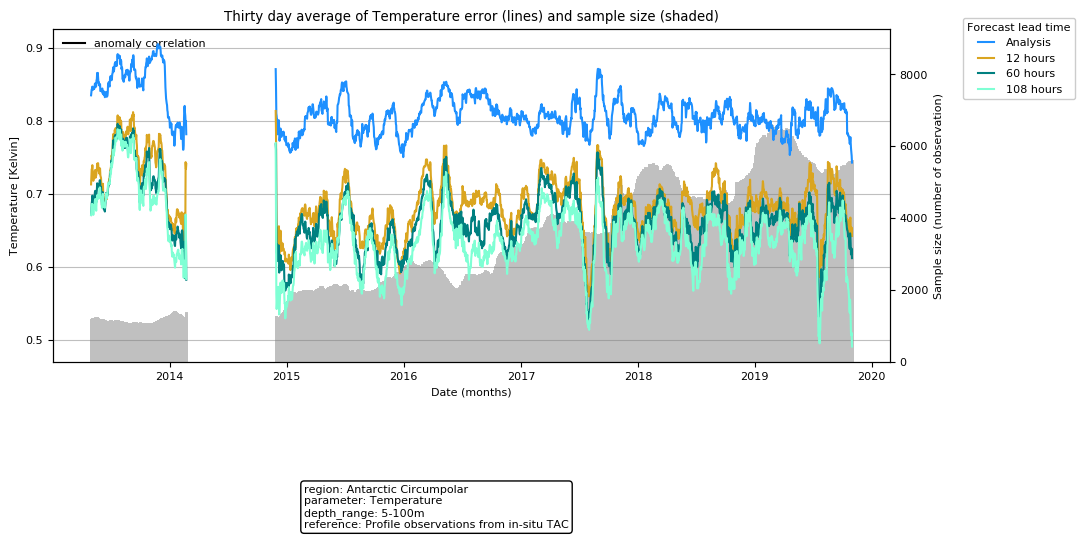 Thirty day average of Temperature error (lines) and sample size (shaded)
anomaly correlation
Forecast lead time
Analysis
12 hours
60 hours
108 hours
Temperature [Kelvin]
0.9
0.8
0.7
0.6
0.5
8000
6000
4000
2000
0
Sample size (number of observation)
2014 2015 2016 2017 2018 2019 2020
Date (months)
region: Antarctic Circumpolar
parameter: Temperature
depth_range: 5-100m
reference: Profile observations from in-situ TAC